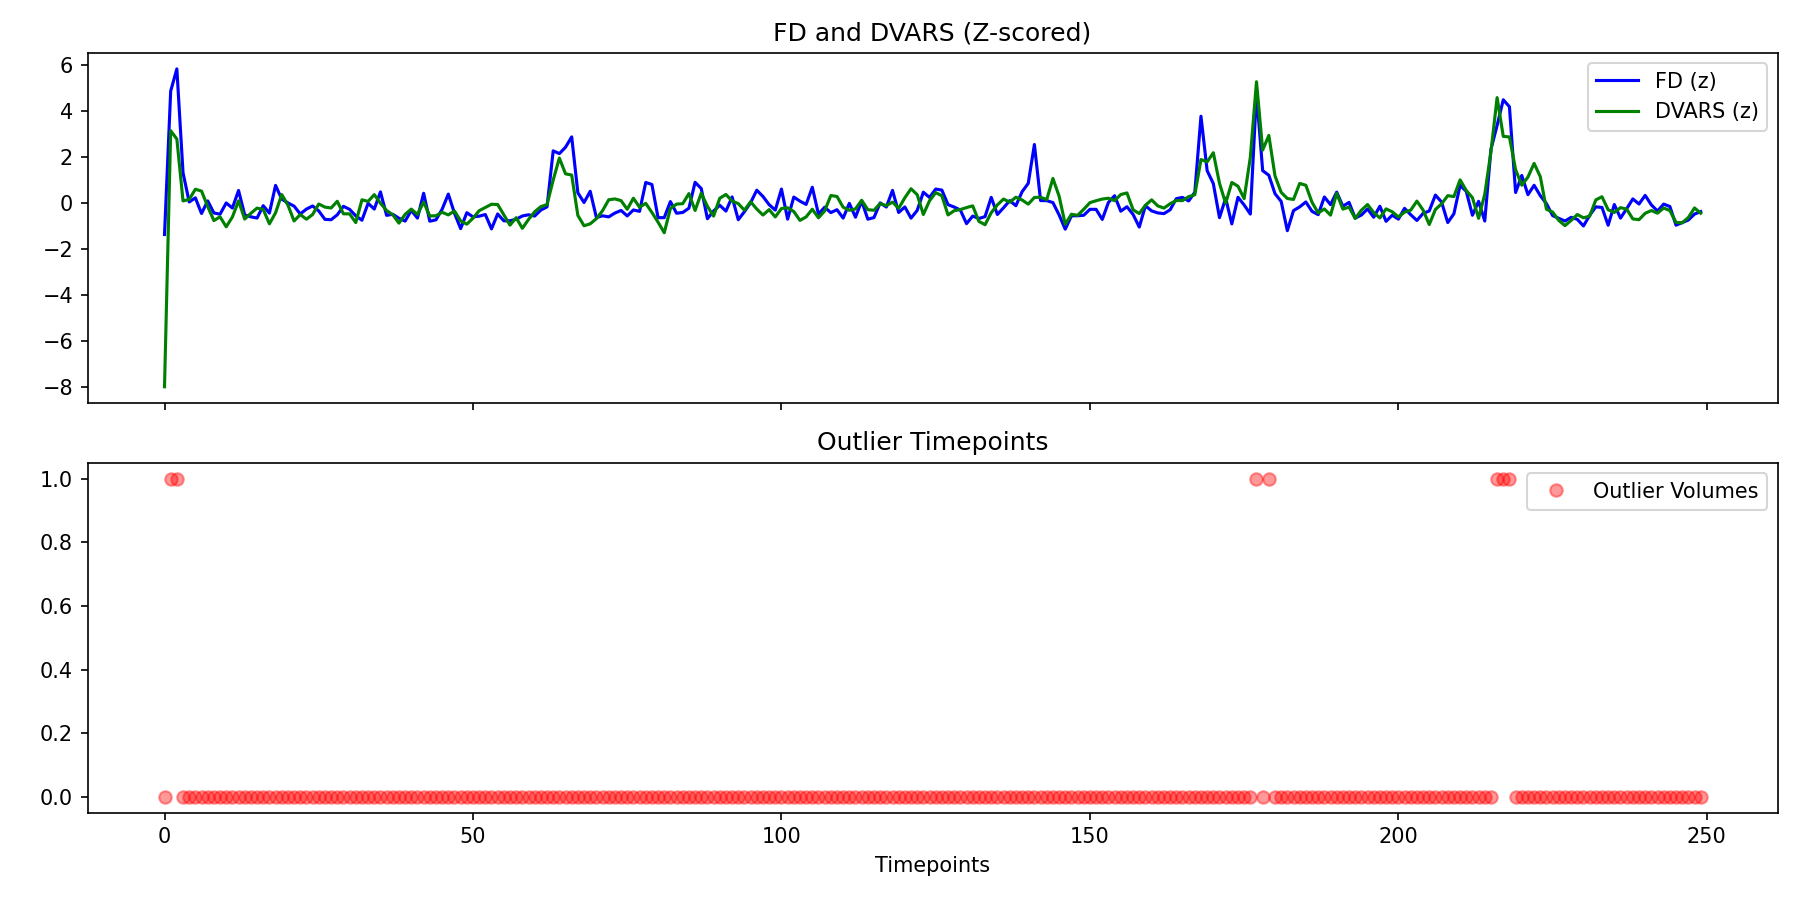 FD and DVARS (Z-scored)
6
4
2
0
−2
−4
−6
−8
FD (z)
DVARS (z)
Outlier Timepoints
1.0
0.8
0.6
0.4
0.2
0.0
Outlier Volumes
0 50 100 150 200 250
Timepoints